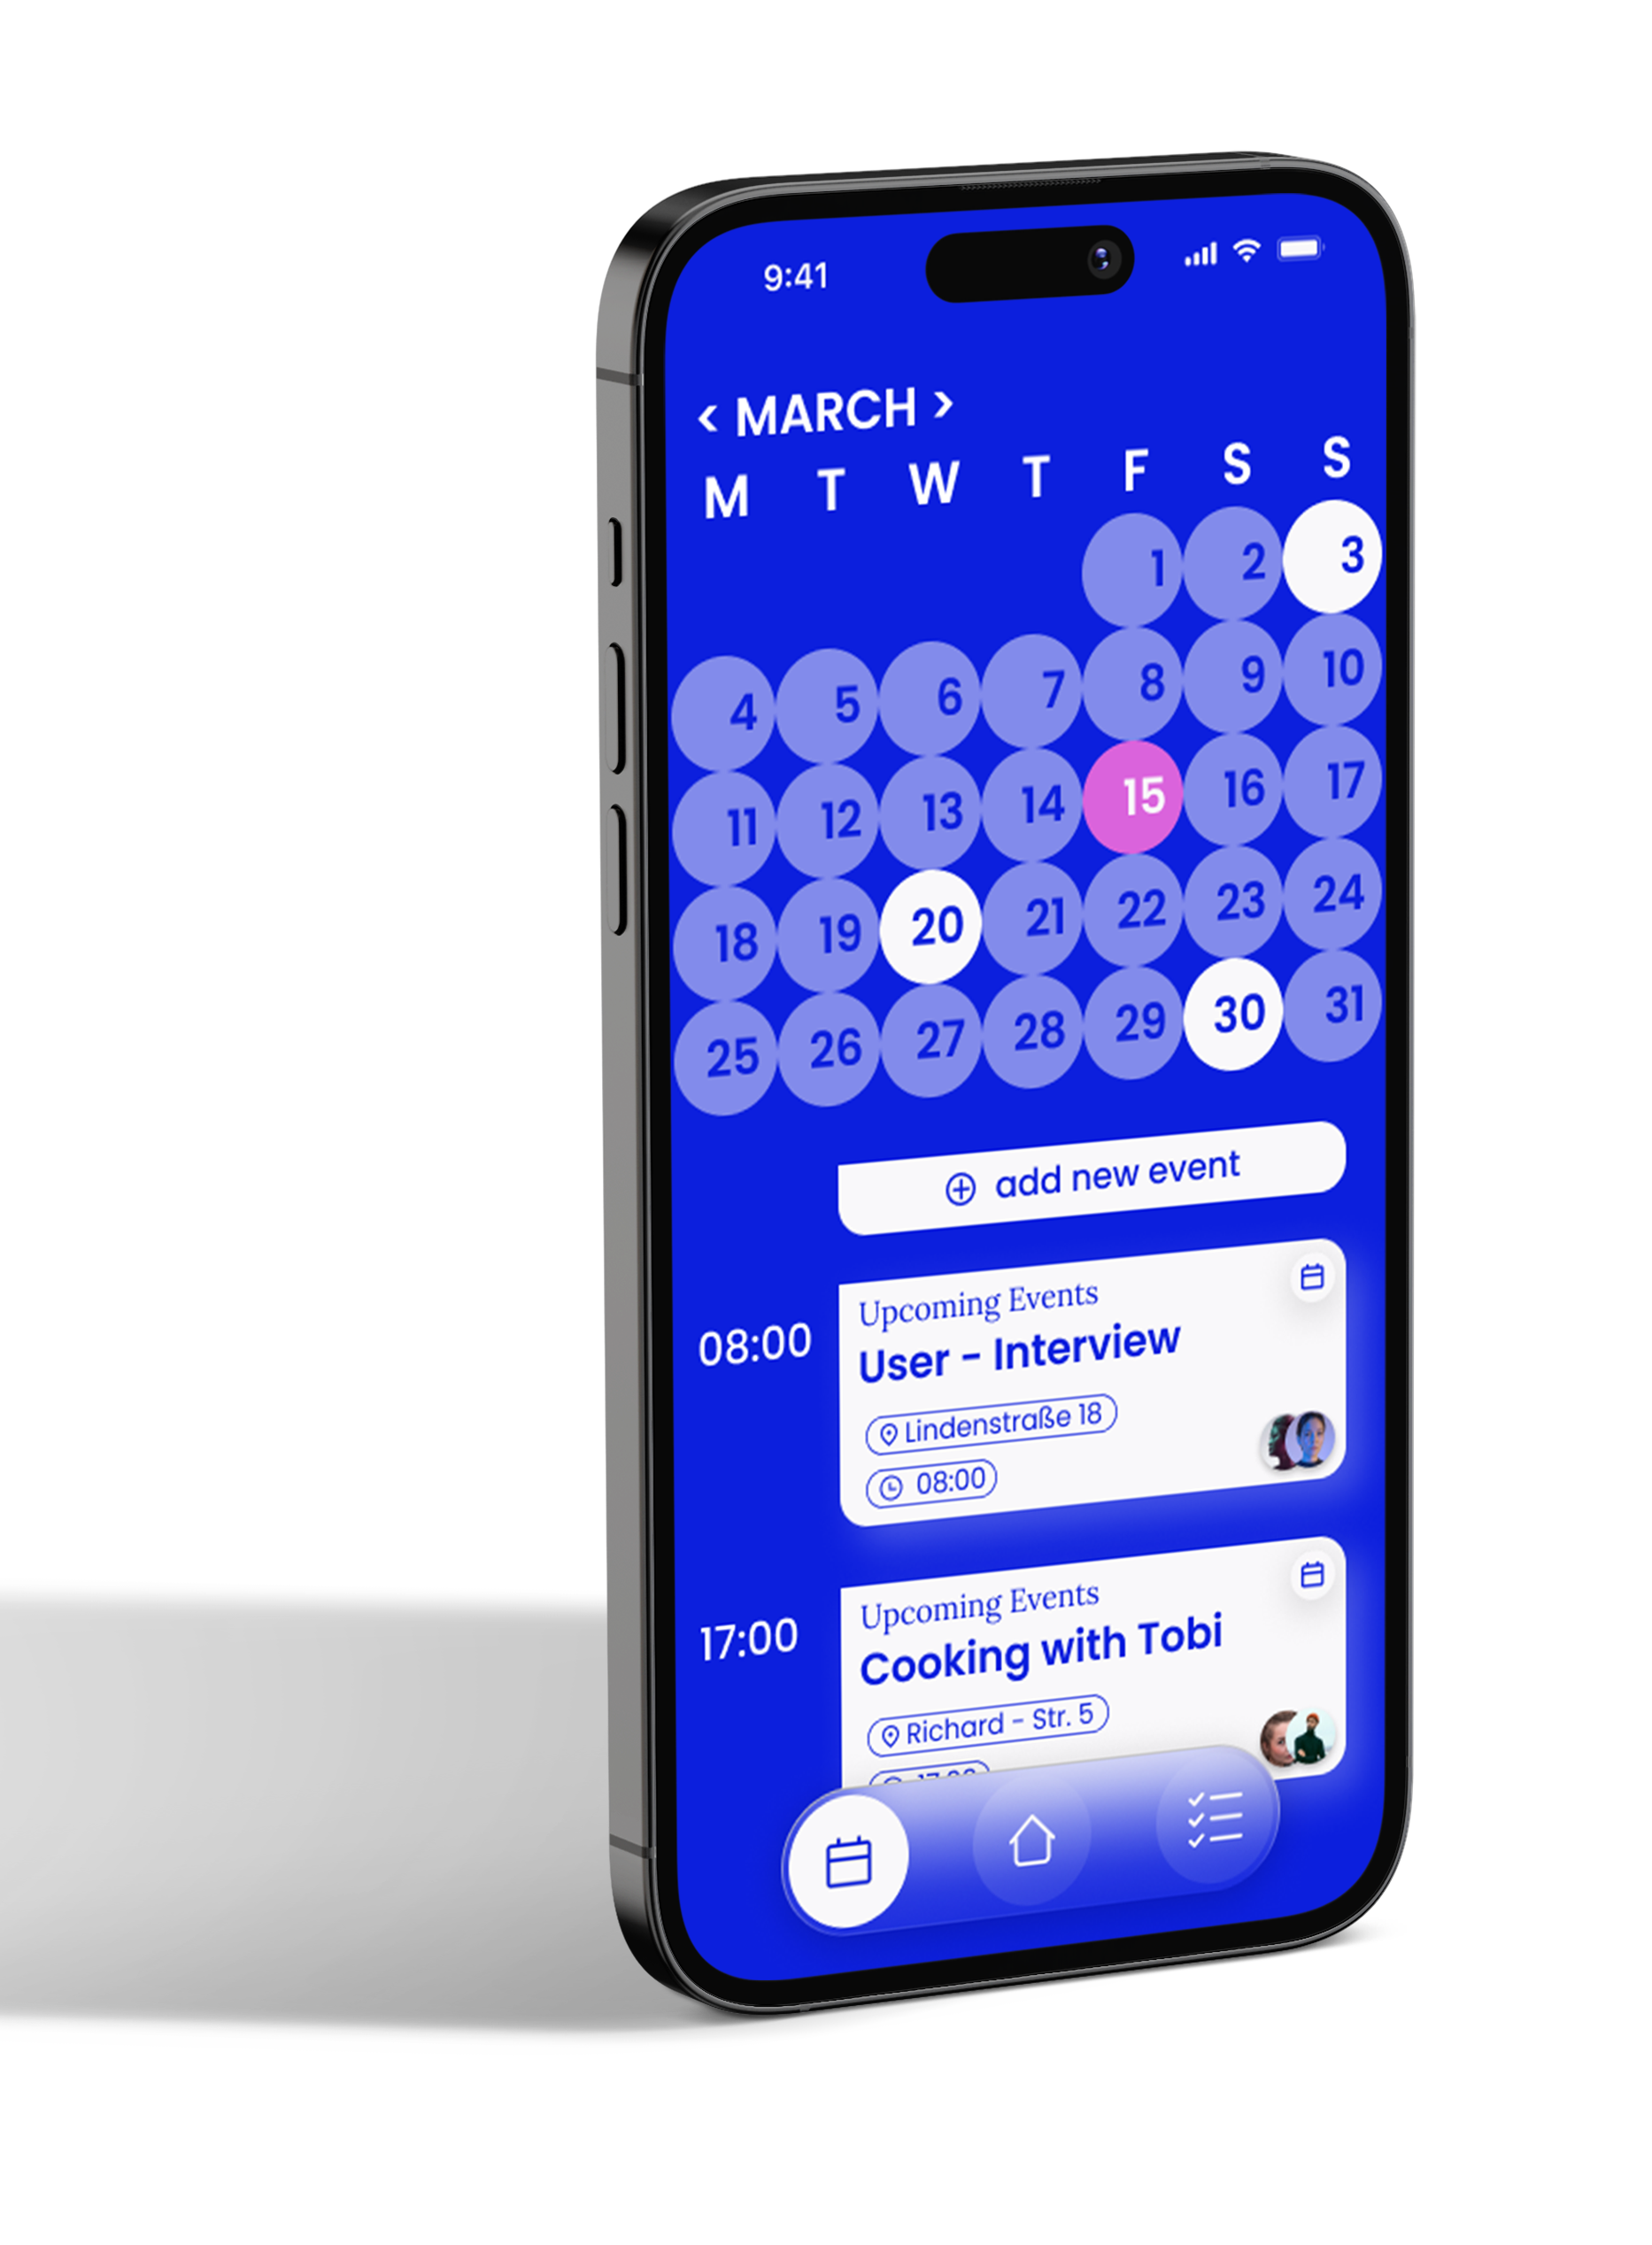 9:41
< MARCH >
M T W T F S S
1 2 3
4 5 6 7 8 9 10
11 12 13 14 15 16 17
18 19 20 21 22 23 24
25 26 27 28 29 30 31
add new event
08:00
Upcoming Events
User - Interview
Lindenstraße 18
08:00
17:00
Upcoming Events
Cooking with Tobi
Richard - Str. 5